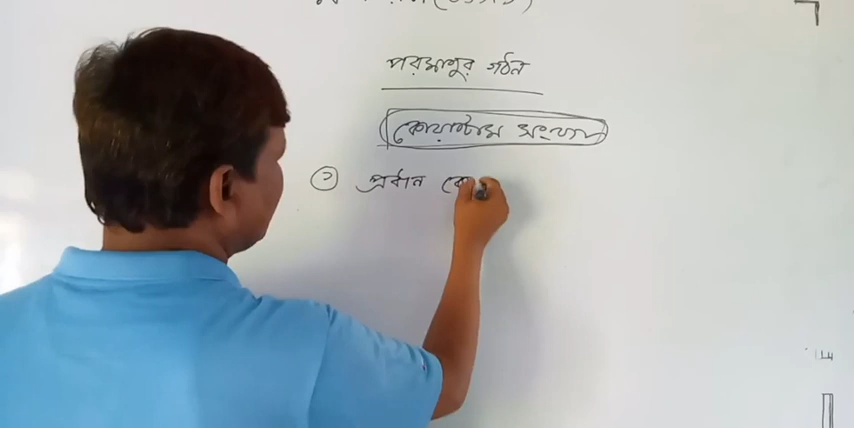 পরমাণুর গঠন
কোয়ান্টাম সংখ্যা
১ প্রধান কো